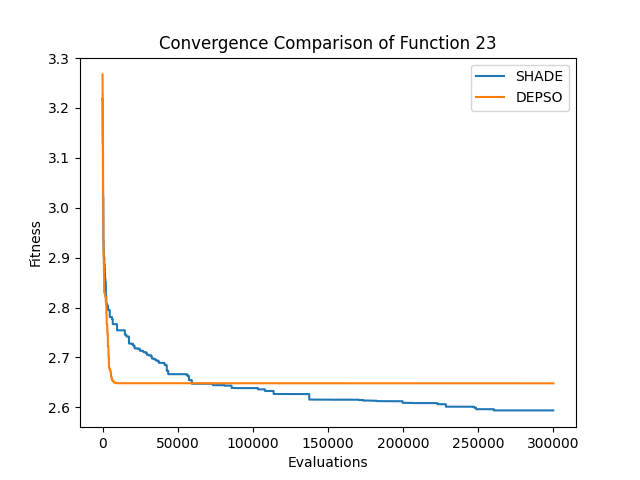 Convergence Comparison of Function 23
SHADE
DEPSO
Fitness
3.3
3.2
3.1
3.0
2.9
2.8
2.7
2.6
0 50000 100000 150000 200000 250000 300000
Evaluations